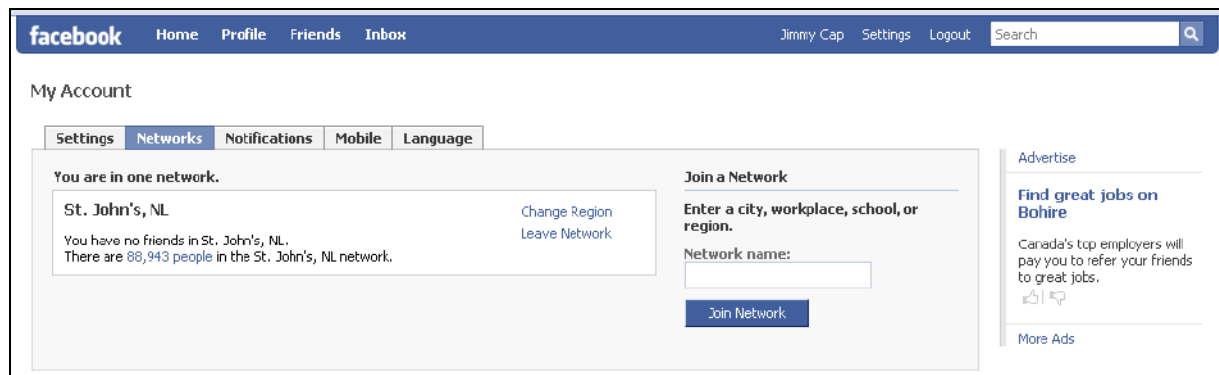 facebook Home Profile Friends Inbox Jimmy Cap Settings Logout Search
My Account
Settings Networks Notifications Mobile Language
You are in one network.
St. John's, NL
Change Region
Leave Network
You have no friends in St. John's, NL.
There are 88,943 people in the St. John's, NL network.
Join a Network
Enter a city, workplace, school, or
region.
Network name:
Join Network
Advertise
Find great jobs on
Bohire
Canada's top employers will
pay you to refer your friends
to great jobs.
More Ads